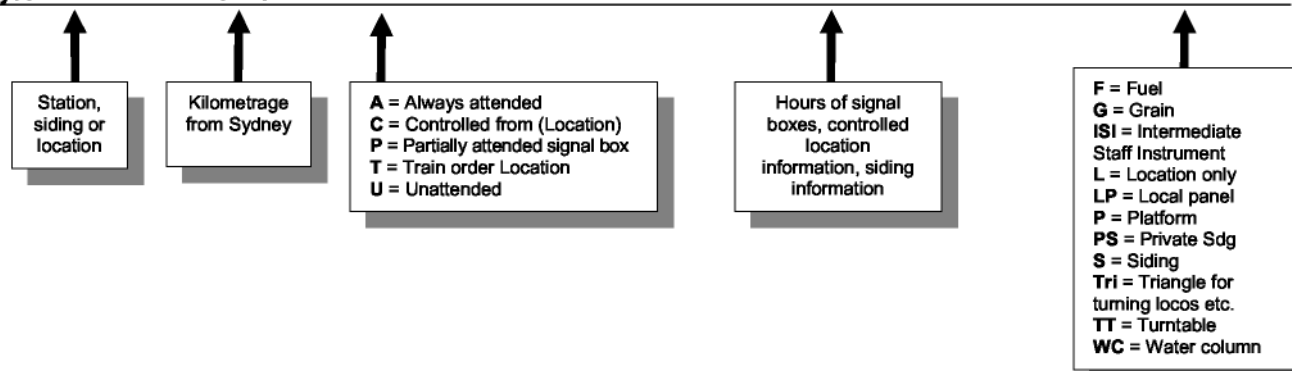 Station,
siding or
location
Kilometrage
from Sydney
A = Always attended
C = Controlled from (Location)
P = Partially attended signal box
T = Train order Location
U = Unattended
Hours of signal
boxes, controlled
location
information, siding
information
F = Fuel
G = Grain
ISI = Intermediate
Staff Instrument
L = Location only
LP = Local panel
P = Platform
PS = Private Sdg
S = Siding
Tri = Triangle for
turning locos etc.
TT = Turntable
WC = Water column